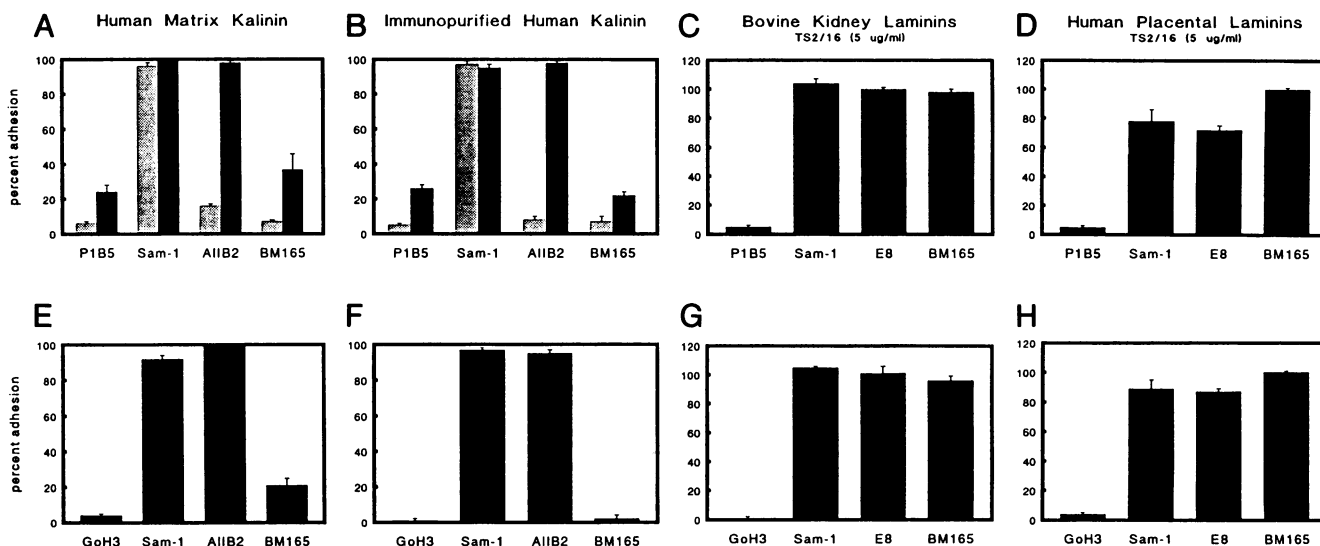 A Human Matrix Kalinin
B Immunopurified Human Kalinin
C Bovine Kidney Laminins
TS2/16 (5 ug/ml)
D Human Placental Laminins
TS2/16 (5 ug/ml)
percent adhesion
100
80
60
40
20
0
P1B5 Sam-1 AIIB2 BM165
100
80
60
40
20
0
P1B5 Sam-1 AIIB2 BM165
120
100
80
60
40
20
0
P1B5 Sam-1 E8 BM165
120
100
80
60
40
20
0
P1B5 Sam-1 E8 BM165
E
F
G
H
percent adhesion
100
80
60
40
20
0
GoH3 Sam-1 AIIB2 BM165
100
80
60
40
20
0
GoH3 Sam-1 AIIB2 BM165
120
100
80
60
40
20
0
GoH3 Sam-1 E8 BM165
120
100
80
60
40
20
0
GoH3 Sam-1 E8 BM165